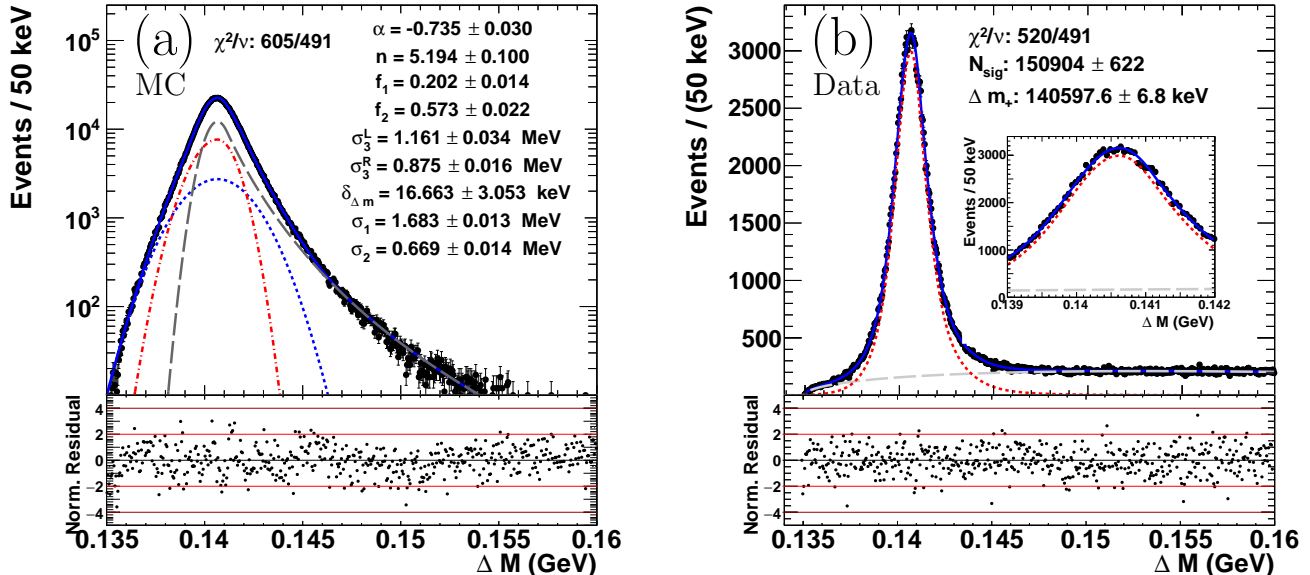 (a)
MC
χ²/ν: 605/491
α = -0.735 ± 0.030
n = 5.194 ± 0.100
f₁ = 0.202 ± 0.014
f₂ = 0.573 ± 0.022
σ₃ᴸ = 1.161 ± 0.034 MeV
σ₃ᴿ = 0.875 ± 0.016 MeV
δ_Δ m = 16.663 ± 3.053 keV
σ₁ = 1.683 ± 0.013 MeV
σ₂ = 0.669 ± 0.014 MeV
Events / 50 keV
10⁵
10⁴
10³
10²
Norm. Residual
4
2
0
−2
−4
0.135 0.14 0.145 0.15 0.155 0.16
Δ M (GeV)
(b)
Data
χ²/ν: 520/491
N_sig: 150904 ± 622
Δ m₊: 140597.6 ± 6.8 keV
Events / (50 keV)
3000
2500
2000
1500
1000
500
Events / 50 keV
3000
2000
1000
0
0.139 0.14 0.141 0.142
Δ M (GeV)
Norm. Residual
4
2
0
−2
−4
0.135 0.14 0.145 0.15 0.155 0.16
Δ M (GeV)